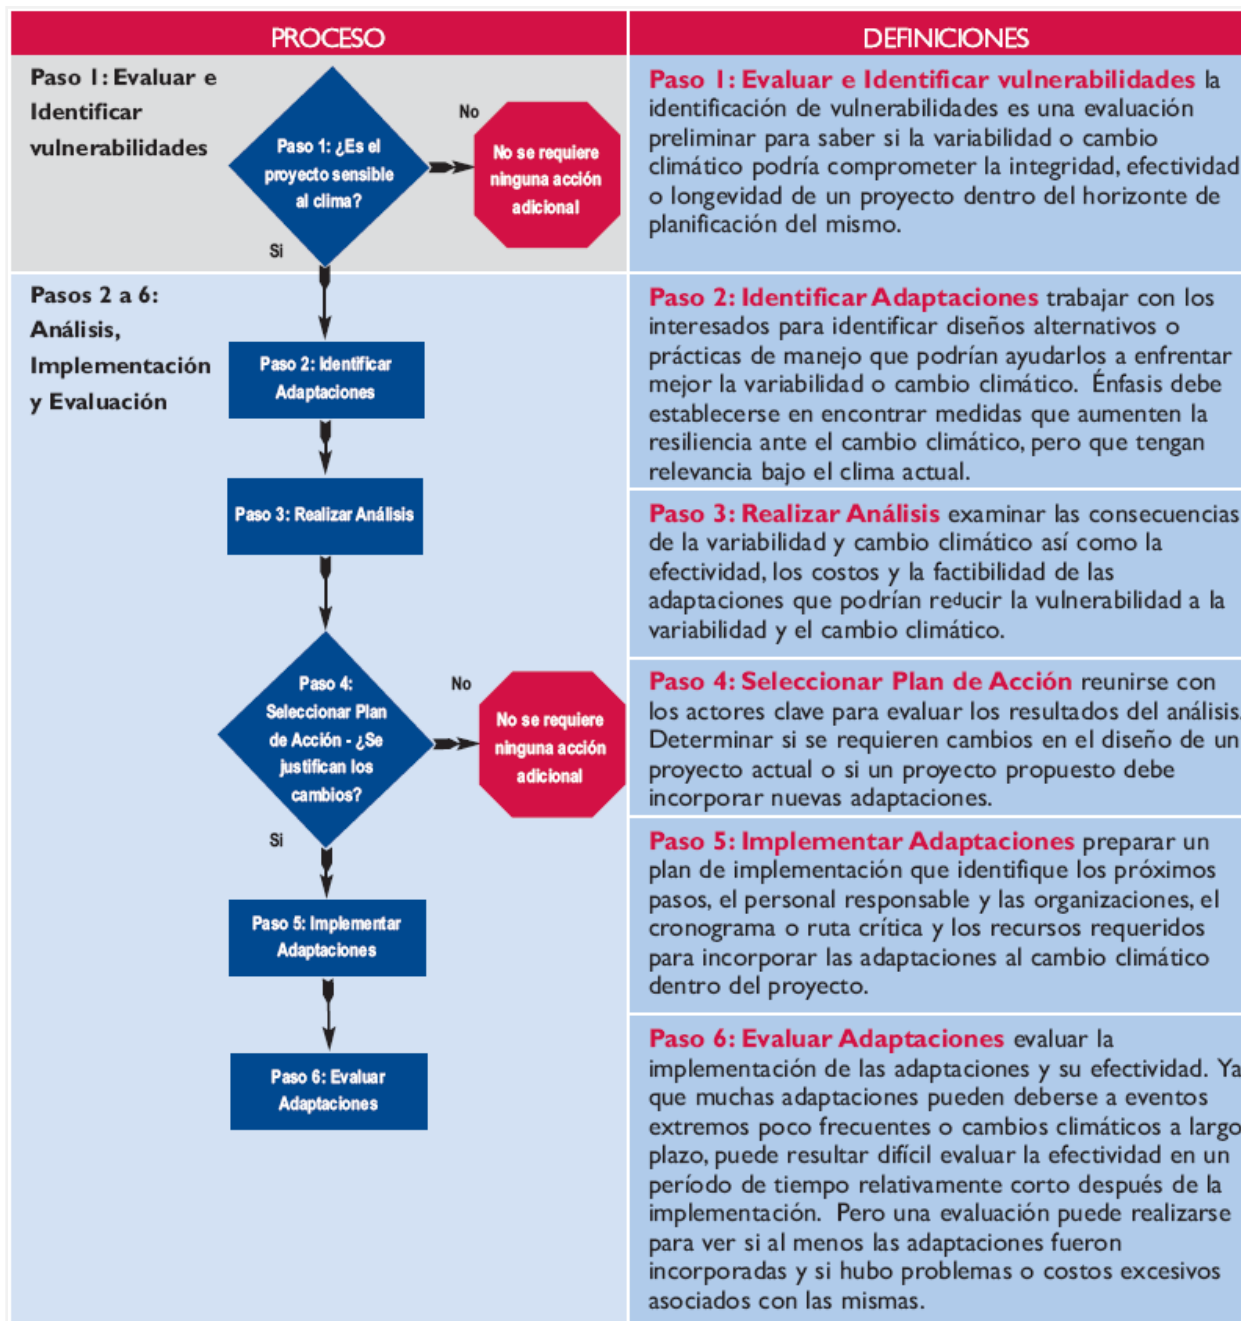 PROCESO
Paso 1: Evaluar e
Identificar
vulnerabilidades
Paso 1: ¿Es el
proyecto sensible
al clima?
No
No se requiere
ninguna acción
adicional
Si
Pasos 2 a 6:
Análisis,
Implementación
y Evaluación
Paso 2: Identificar
Adaptaciones
Paso 3: Realizar Análisis
Paso 4:
Seleccionar Plan
de Acción - ¿Se
justifican los
cambios?
No
No se requiere
ninguna acción
adicional
Si
Paso 5: Implementar
Adaptaciones
Paso 6: Evaluar
Adaptaciones
DEFINICIONES
Paso 1: Evaluar e Identificar vulnerabilidades la
identificación de vulnerabilidades es una evaluación
preliminar para saber si la variabilidad o cambio
climático podría comprometer la integridad, efectividad
o longevidad de un proyecto dentro del horizonte de
planificación del mismo.
Paso 2: Identificar Adaptaciones trabajar con los
interesados para identificar diseños alternativos o
prácticas de manejo que podrían ayudarlos a enfrentar
mejor la variabilidad o cambio climático. Énfasis debe
establecerse en encontrar medidas que aumenten la
resiliencia ante el cambio climático, pero que tengan
relevancia bajo el clima actual.
Paso 3: Realizar Análisis examinar las consecuencias
de la variabilidad y cambio climático así como la
efectividad, los costos y la factibilidad de las
adaptaciones que podrían reducir la vulnerabilidad a la
variabilidad y el cambio climático.
Paso 4: Seleccionar Plan de Acción reunirse con
los actores clave para evaluar los resultados del análisis.
Determinar si se requieren cambios en el diseño de un
proyecto actual o si un proyecto propuesto debe
incorporar nuevas adaptaciones.
Paso 5: Implementar Adaptaciones preparar un
plan de implementación que identifique los próximos
pasos, el personal responsable y las organizaciones, el
cronograma o ruta crítica y los recursos requeridos
para incorporar las adaptaciones al cambio climático
dentro del proyecto.
Paso 6: Evaluar Adaptaciones evaluar la
implementación de las adaptaciones y su efectividad. Ya
que muchas adaptaciones pueden deberse a eventos
extremos poco frecuentes o cambios climáticos a largo
plazo, puede resultar difícil evaluar la efectividad en un
período de tiempo relativamente corto después de la
implementación. Pero una evaluación puede realizarse
para ver si al menos las adaptaciones fueron
incorporadas y si hubo problemas o costos excesivos
asociados con las mismas.